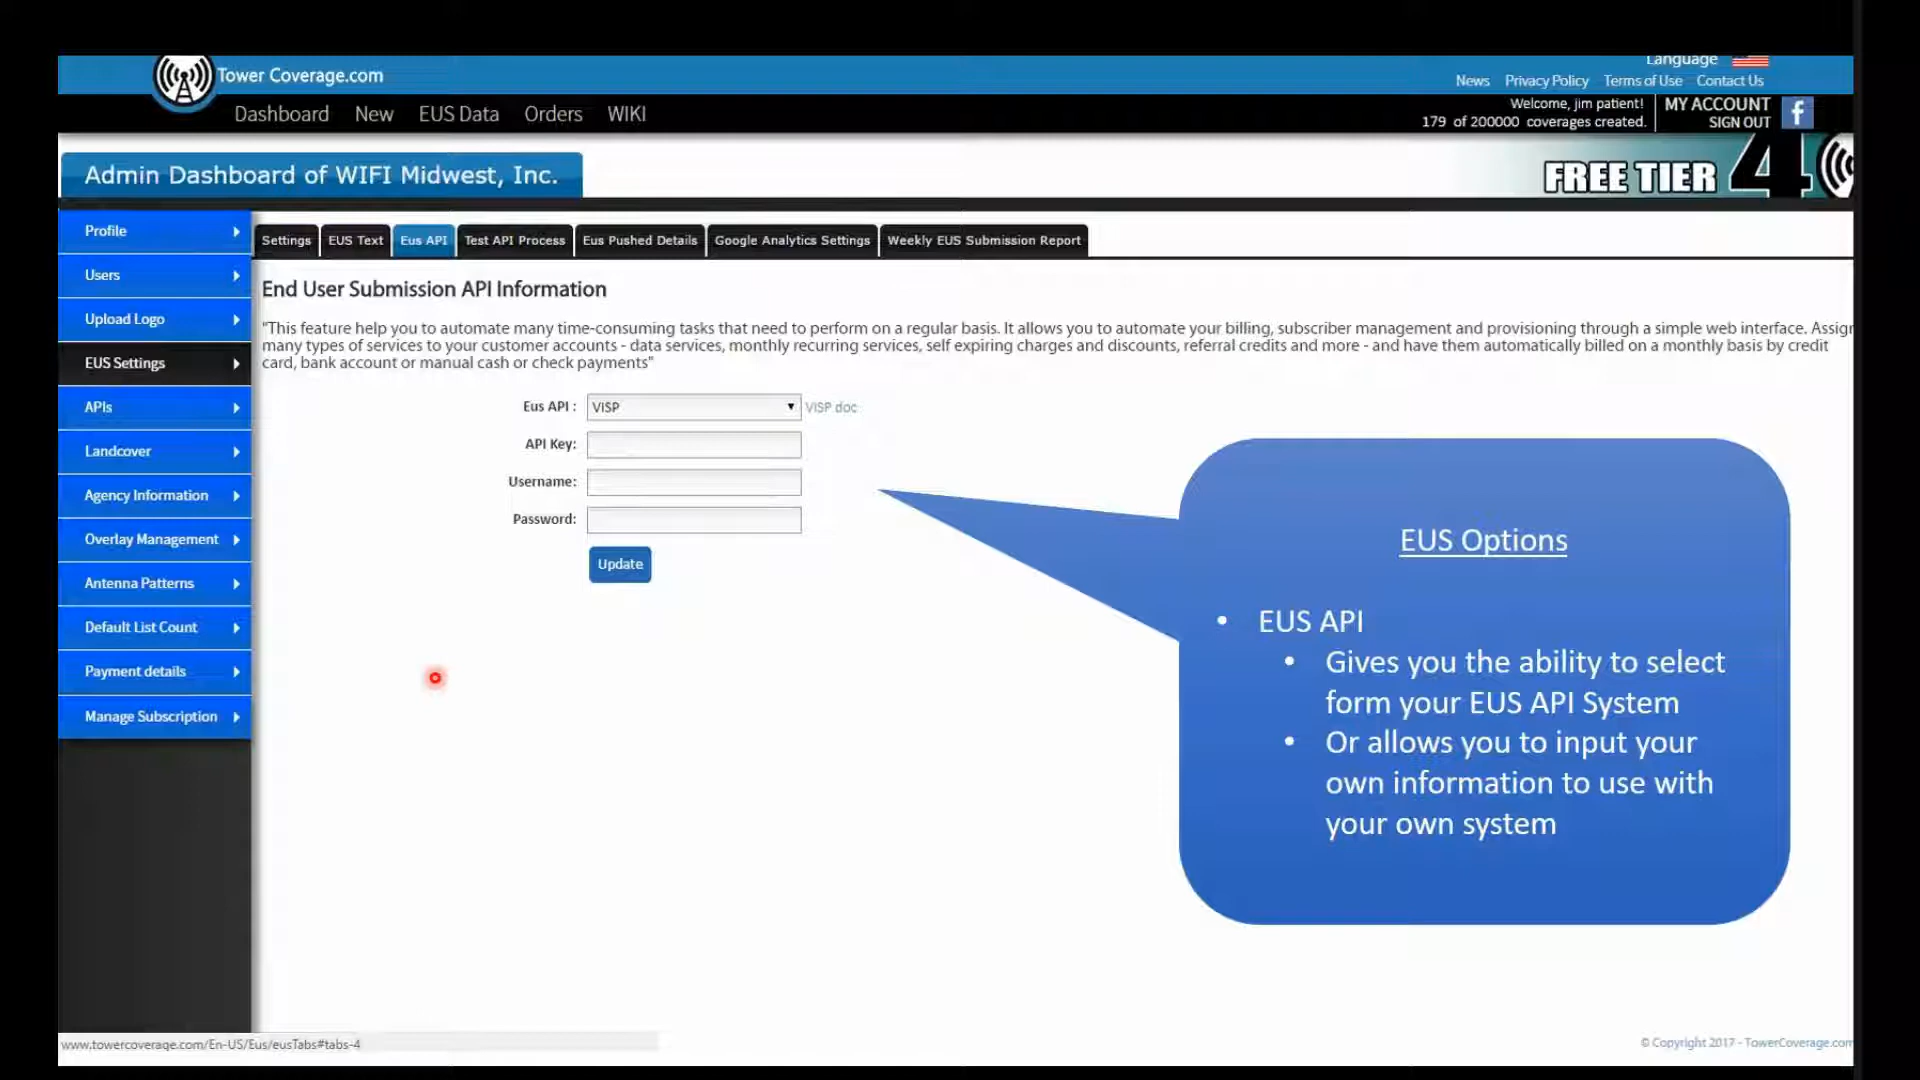 Language
Tower Coverage.com
News Privacy Policy Terms of Use Contact Us
Dashboard New EUS Data Orders WIKI
Welcome, jim patient!
179 of 200000 coverages created.
MY ACCOUNT
SIGN OUT
f
Admin Dashboard of WIFI Midwest, Inc.
FREE TIER 4
Profile
Users
Upload Logo
EUS Settings
APIs
Landcover
Agency Information
Overlay Management
Antenna Patterns
Default List Count
Payment details
Manage Subscription
Settings EUS Text Eus API Test API Process Eus Pushed Details Google Analytics Settings Weekly EUS Submission Report
End User Submission API Information
"This feature help you to automate many time-consuming tasks that need to perform on a regular basis. It allows you to automate your billing, subscriber management and provisioning through a simple web interface. Assign
many types of services to your customer accounts - data services, monthly recurring services, self expiring charges and discounts, referral credits and more - and have them automatically billed on a monthly basis by credit
card, bank account or manual cash or check payments"
Eus API : VISP VISP doc
API Key:
Username:
Password:
Update
EUS Options
• EUS API
• Gives you the ability to select
form your EUS API System
• Or allows you to input your
own information to use with
your own system
www.towercoverage.com/En-US/Eus/eusTabs#tabs-4
© Copyright 2017 - TowerCoverage.com